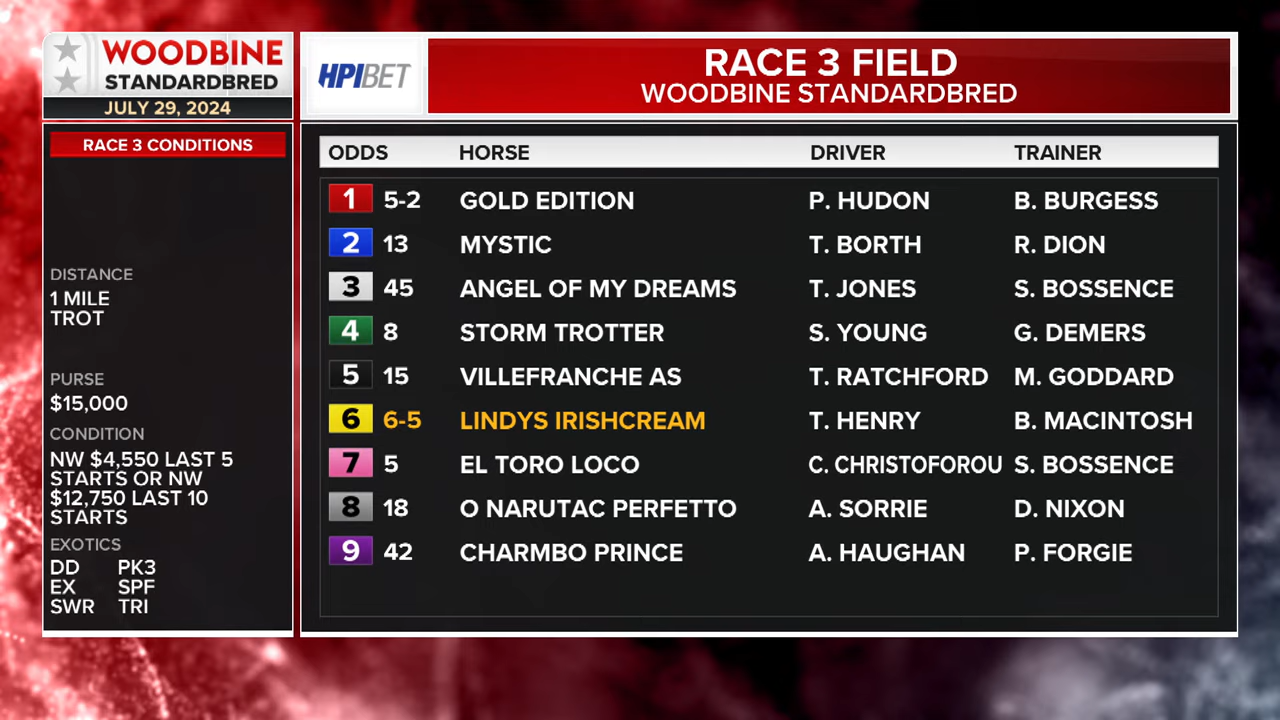 WOODBINE
STANDARDBRED
JULY 29, 2024
HPIBET
RACE 3 FIELD
WOODBINE STANDARDBRED
RACE 3 CONDITIONS
DISTANCE
1 MILE
TROT
PURSE
$15,000
CONDITION
NW $4,550 LAST 5
STARTS OR NW
$12,750 LAST 10
STARTS
EXOTICS
DD PK3
EX SPF
SWR TRI
ODDS HORSE DRIVER TRAINER
1 5-2 GOLD EDITION P. HUDON B. BURGESS
2 13 MYSTIC T. BORTH R. DION
3 45 ANGEL OF MY DREAMS T. JONES S. BOSSENCE
4 8 STORM TROTTER S. YOUNG G. DEMERS
5 15 VILLEFRANCHE AS T. RATCHFORD M. GODDARD
6 6-5 LINDYS IRISHCREAM T. HENRY B. MACINTOSH
7 5 EL TORO LOCO C. CHRISTOFOROU S. BOSSENCE
8 18 O NARUTAC PERFETTO A. SORRIE D. NIXON
9 42 CHARMBO PRINCE A. HAUGHAN P. FORGIE